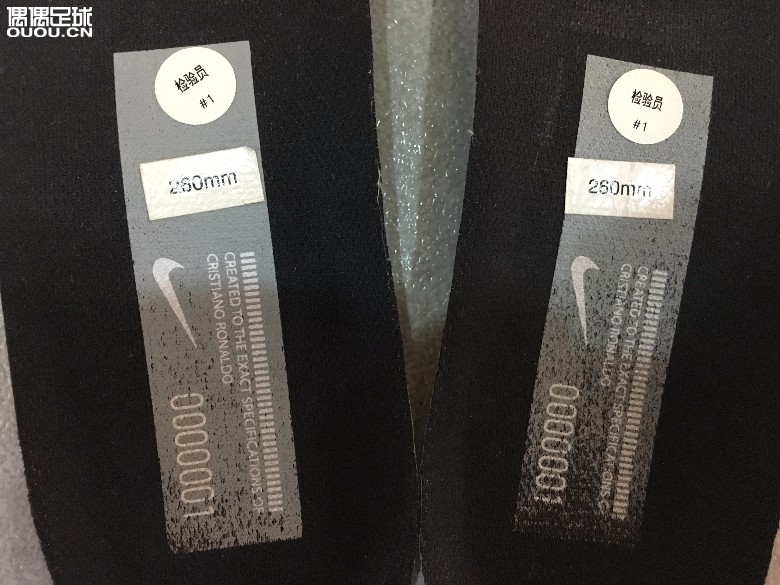 偶偶足球
OUOU.CN
检验员
#1
260mm
CREATED TO THE EXACT SPECIFICATIONS OF
CRISTIANO RONALDO
0000001
检验员
#1
260mm
CREATED TO THE EXACT SPECIFICATIONS OF
CRISTIANO RONALDO
0000001